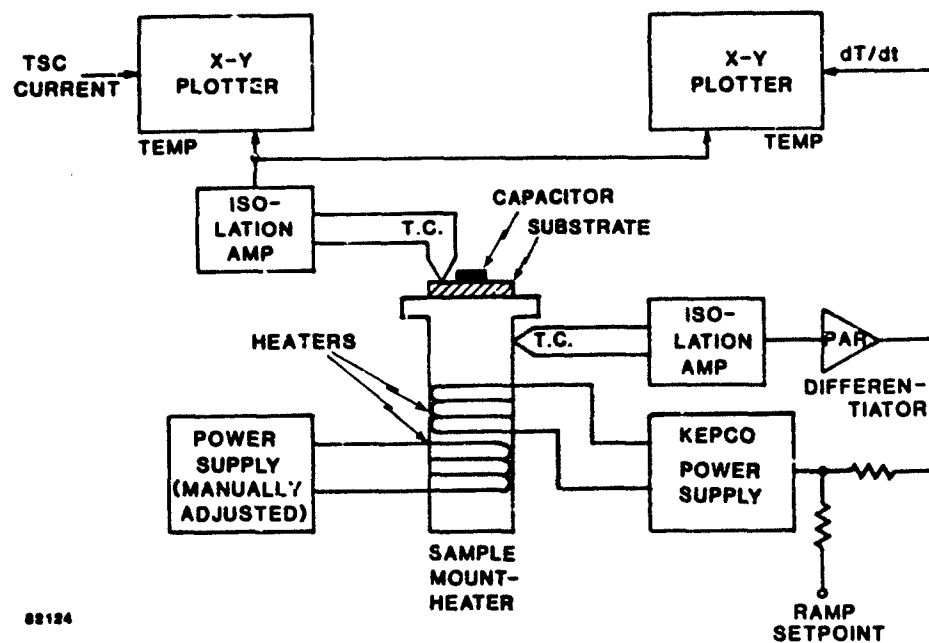 TSC
CURRENT
X-Y
PLOTTER
TEMP
X-Y
PLOTTER
TEMP
dT/dt
ISO-
LATION
AMP
T.C.
CAPACITOR
SUBSTRATE
HEATERS
T.C.
ISO-
LATION
AMP
PAR
DIFFEREN-
TIATOR
POWER
SUPPLY
(MANUALLY
ADJUSTED)
KEPCO
POWER
SUPPLY
SAMPLE
MOUNT-
HEATER
RAMP
SETPOINT
82124